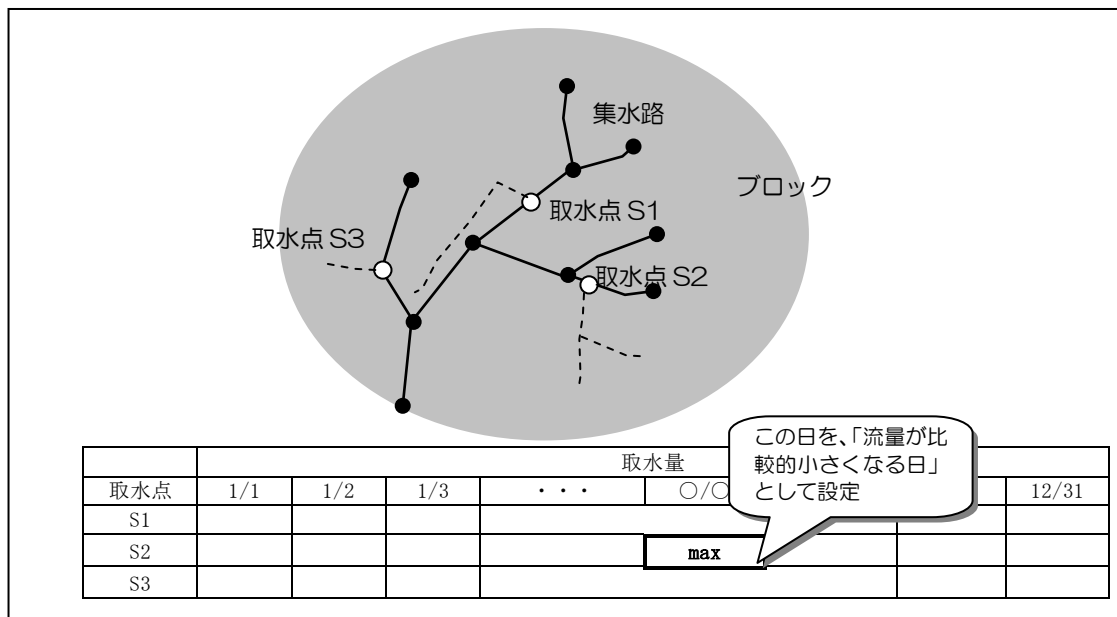 集水路
ブロック
取水点 S1
取水点 S3
取水点 S2
この日を、「流量が比
較的小さくなる日」
として設定
取水量
取水点 1/1 1/2 1/3 ・・・ ○/○ 12/31
S1
S2 max
S3